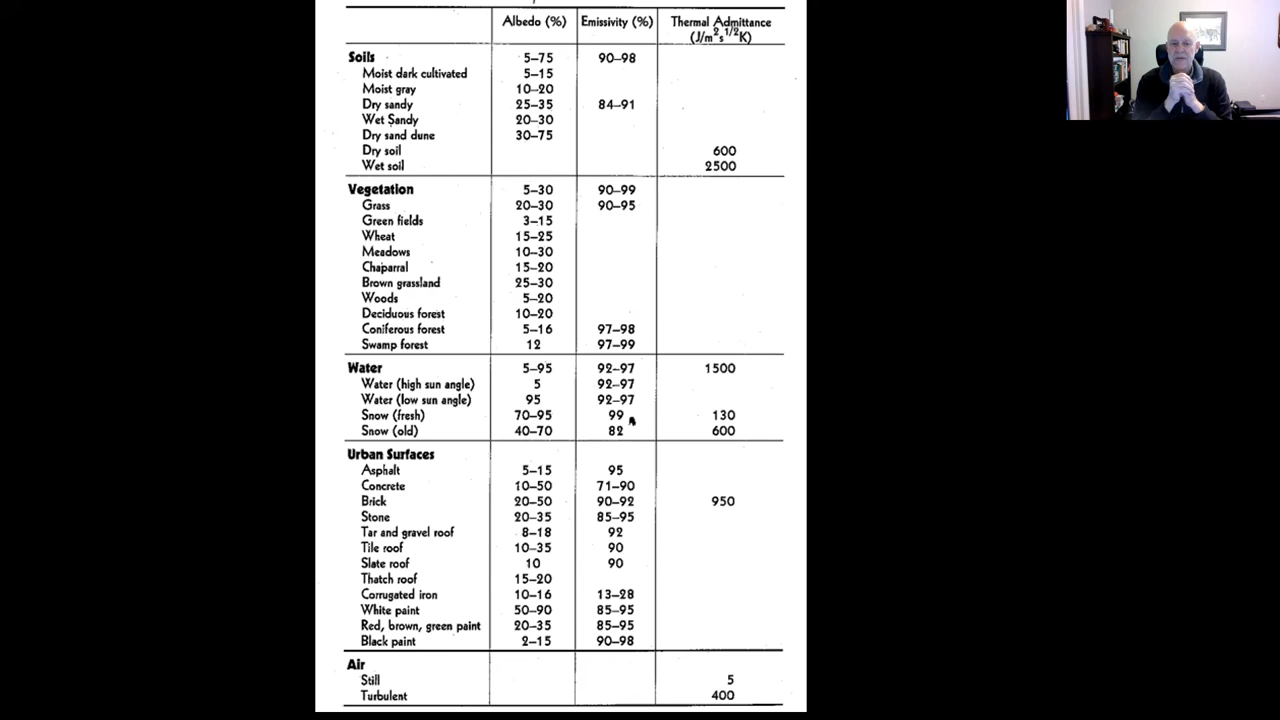 Albedo (%) Emissivity (%) Thermal Admittance
(J/m²s¹/²K)
Soils 5–75 90–98
Moist dark cultivated 5–15
Moist gray 10–20
Dry sandy 25–35 84–91
Wet Sandy 20–30
Dry sand dune 30–75
Dry soil 600
Wet soil 2500
Vegetation 5–30 90–99
Grass 20–30 90–95
Green fields 3–15
Wheat 15–25
Meadows 10–30
Chaparral 15–20
Brown grassland 25–30
Woods 5–20
Deciduous forest 10–20
Coniferous forest 5–16 97–98
Swamp forest 12 97–99
Water 5–95 92–97 1500
Water (high sun angle) 5 92–97
Water (low sun angle) 95 92–97
Snow (fresh) 70–95 99 130
Snow (old) 40–70 82 600
Urban Surfaces
Asphalt 5–15 95
Concrete 10–50 71–90
Brick 20–50 90–92 950
Stone 20–35 85–95
Tar and gravel roof 8–18 92
Tile roof 10–35 90
Slate roof 10 90
Thatch roof 15–20
Corrugated iron 10–16 13–28
White paint 50–90 85–95
Red, brown, green paint 20–35 85–95
Black paint 2–15 90–98
Air
Still 5
Turbulent 400